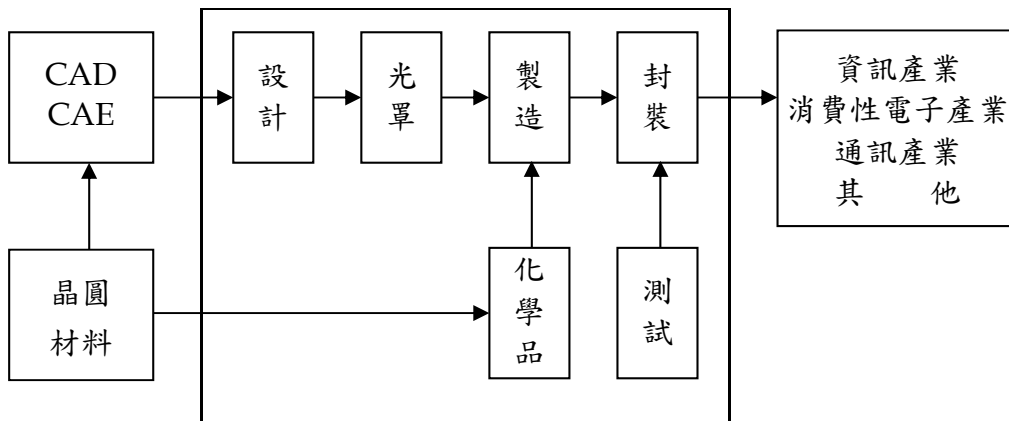 CAD
CAE
設計
光罩
製造
封裝
資訊產業
消費性電子產業
通訊產業
其　　他
晶圓
材料
化學品
測試